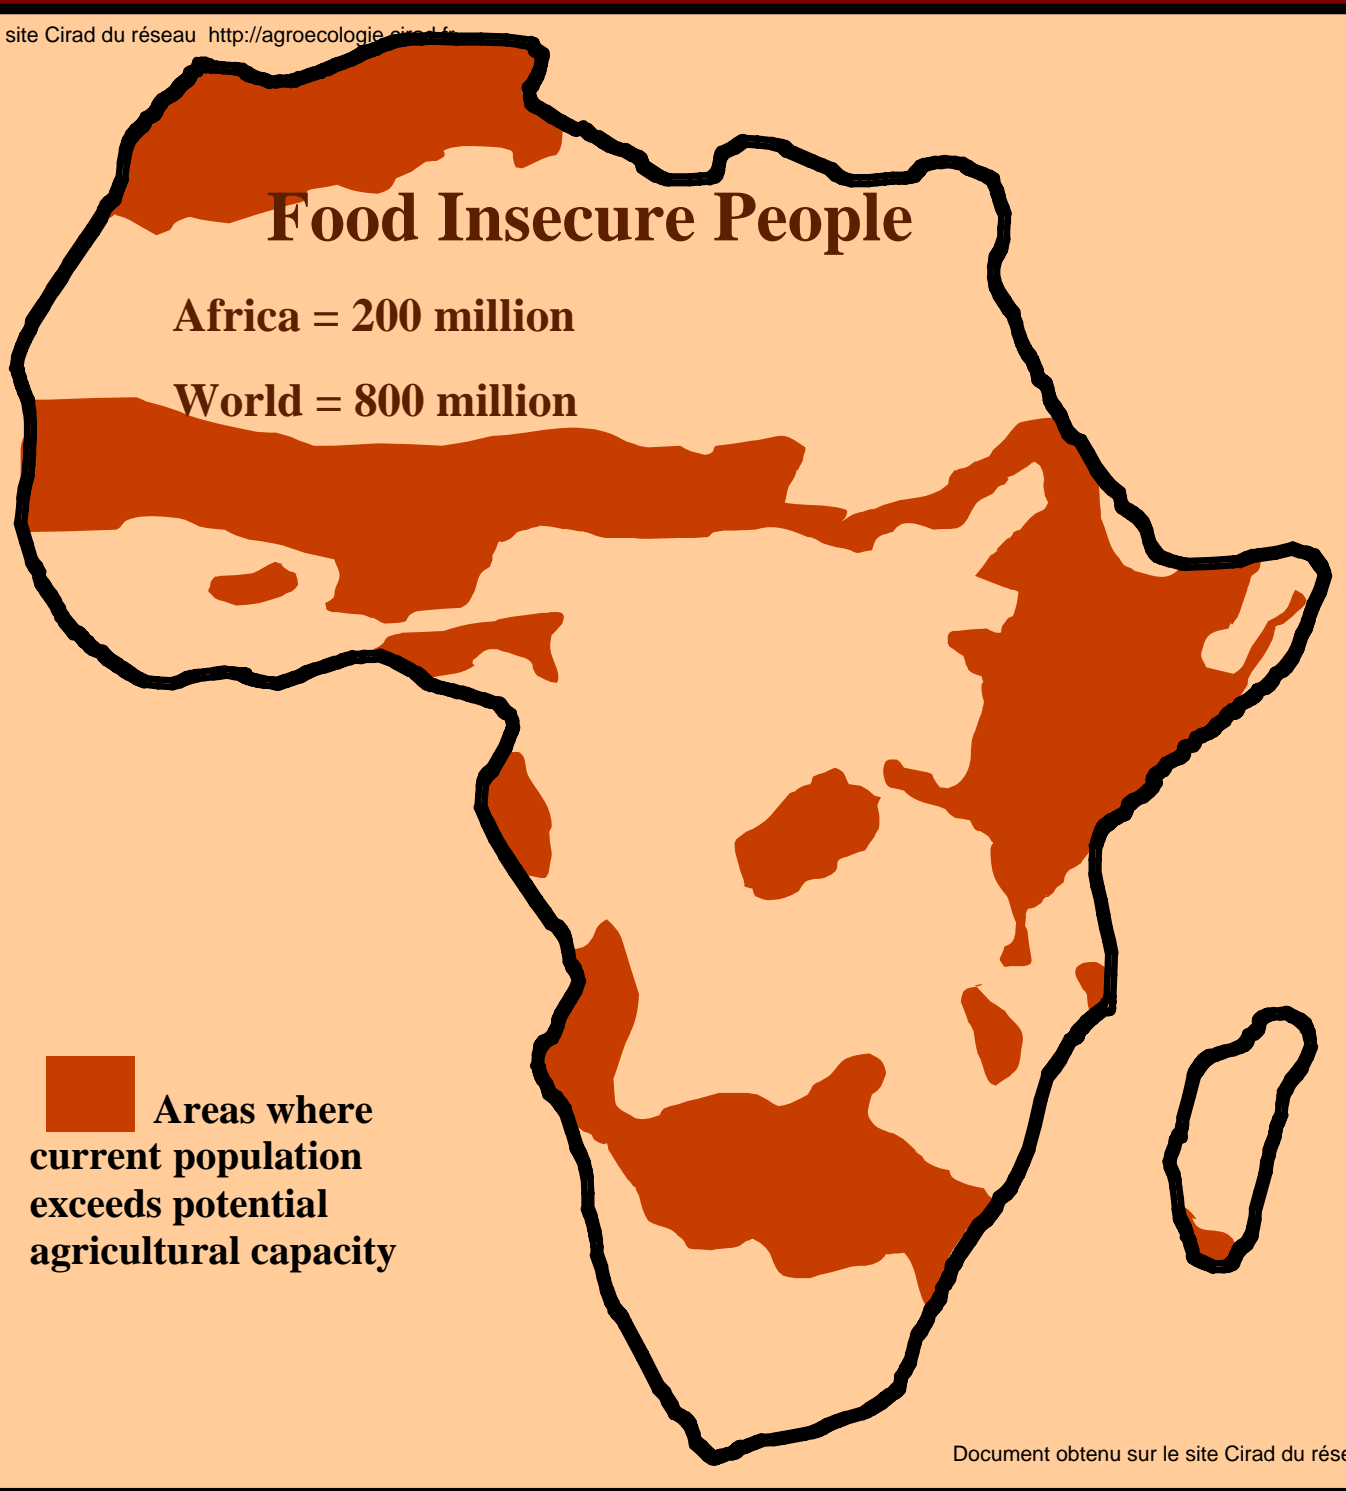 site Cirad du réseau http://agroecologie.cirad.fr
Food Insecure People
Africa = 200 million
World = 800 million
Areas where
current population
exceeds potential
agricultural capacity
Document obtenu sur le site Cirad du rése